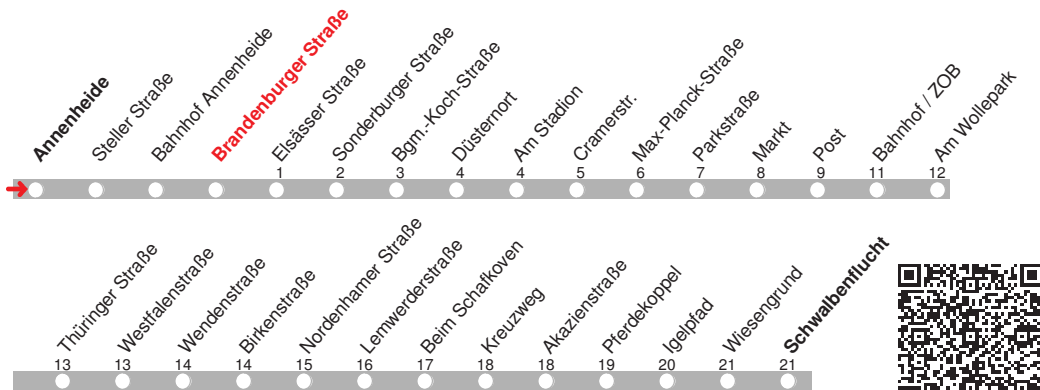 Annenheide
Steller Straße
Bahnhof Annenheide
Brandenburger Straße
Elsässer Straße
Sonderburger Straße
Bgm.-Koch-Straße
Düsternort
Am Stadion
Cramerstr.
Max-Planck-Straße
Parkstraße
Markt
Post
Bahnhof / ZOB
Am Wollepark
1 2 3 4 4 5 6 7 8 9 11 12
Thüringer Straße
Westfalenstraße
Wendenstraße
Birkenstraße
Nordenhamer Straße
Lemwerderstraße
Beim Schafkoven
Kreuzweg
Akazienstraße
Pferdekoppel
Igelpfad
Wiesengrund
Schwalbenflucht
13 13 14 14 15 16 17 18 18 19 20 21 21